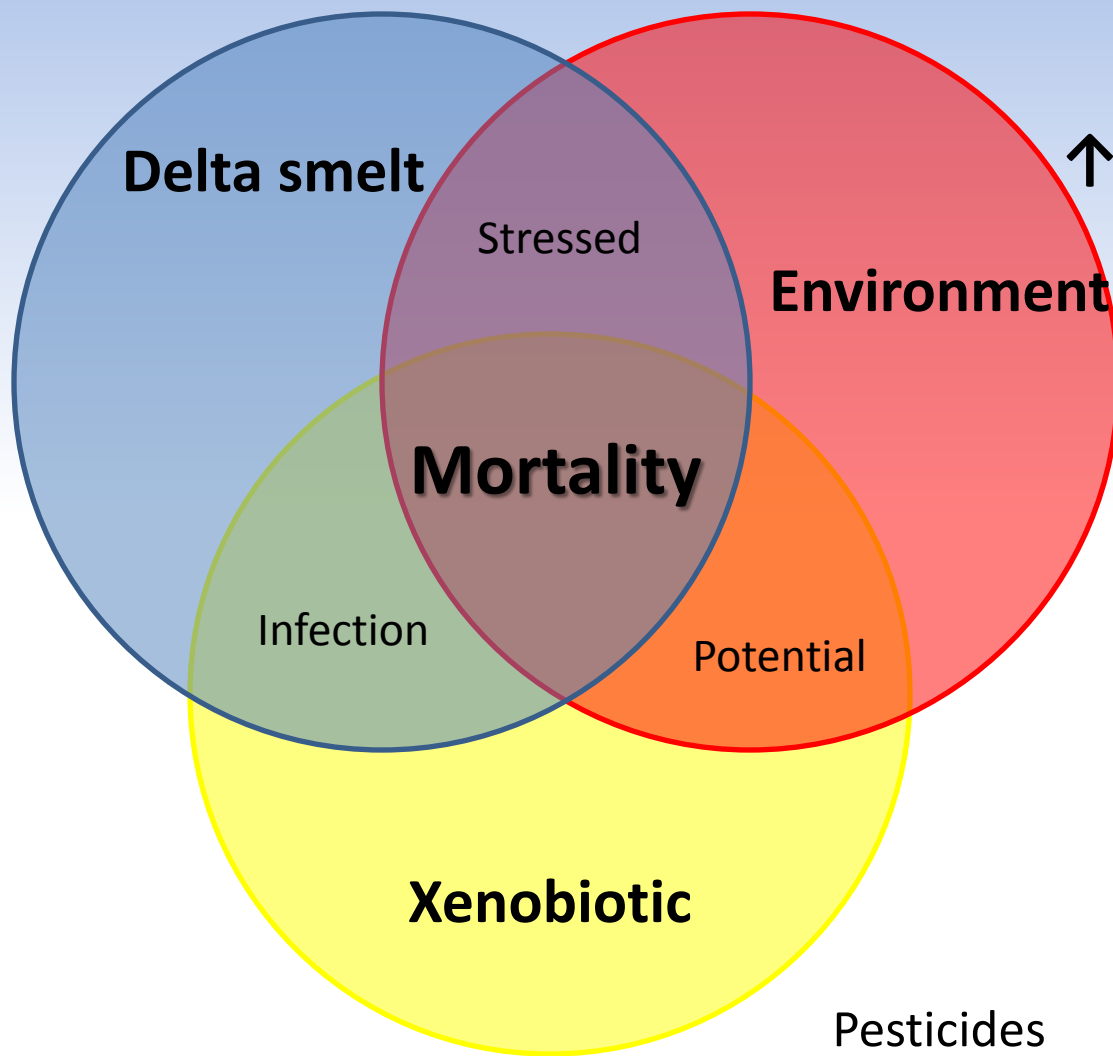 Delta smelt
↑
Stressed
Environment
Mortality
Infection
Potential
Xenobiotic
Pesticides